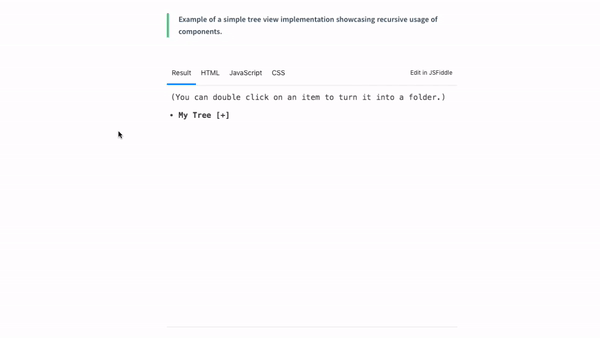 Example of a simple tree view implementation showcasing recursive usage of
components.
Result HTML JavaScript CSS Edit in JSFiddle
(You can double click on an item to turn it into a folder.)
• My Tree [+]